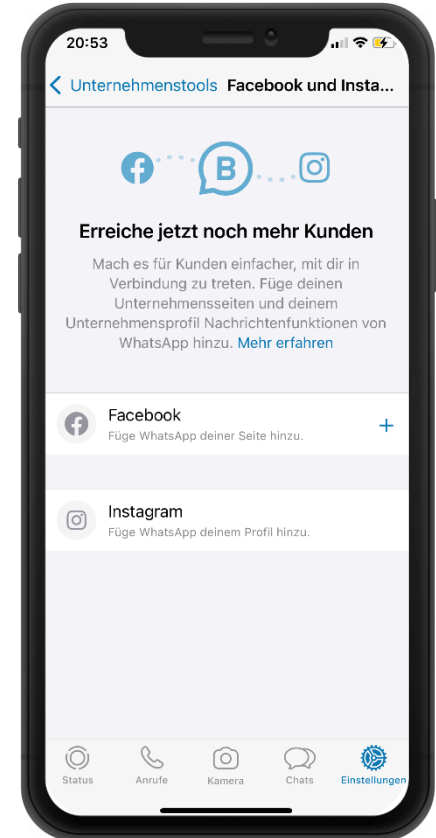 20:53
Unternehmenstools Facebook und Insta...
B
Erreiche jetzt noch mehr Kunden
Mach es für Kunden einfacher, mit dir in
Verbindung zu treten. Füge deinen
Unternehmensseiten und deinem
Unternehmensprofil Nachrichtenfunktionen von
WhatsApp hinzu. Mehr erfahren
Facebook
Füge WhatsApp deiner Seite hinzu.
Instagram
Füge WhatsApp deinem Profil hinzu.
Status Anrufe Kamera Chats Einstellungen